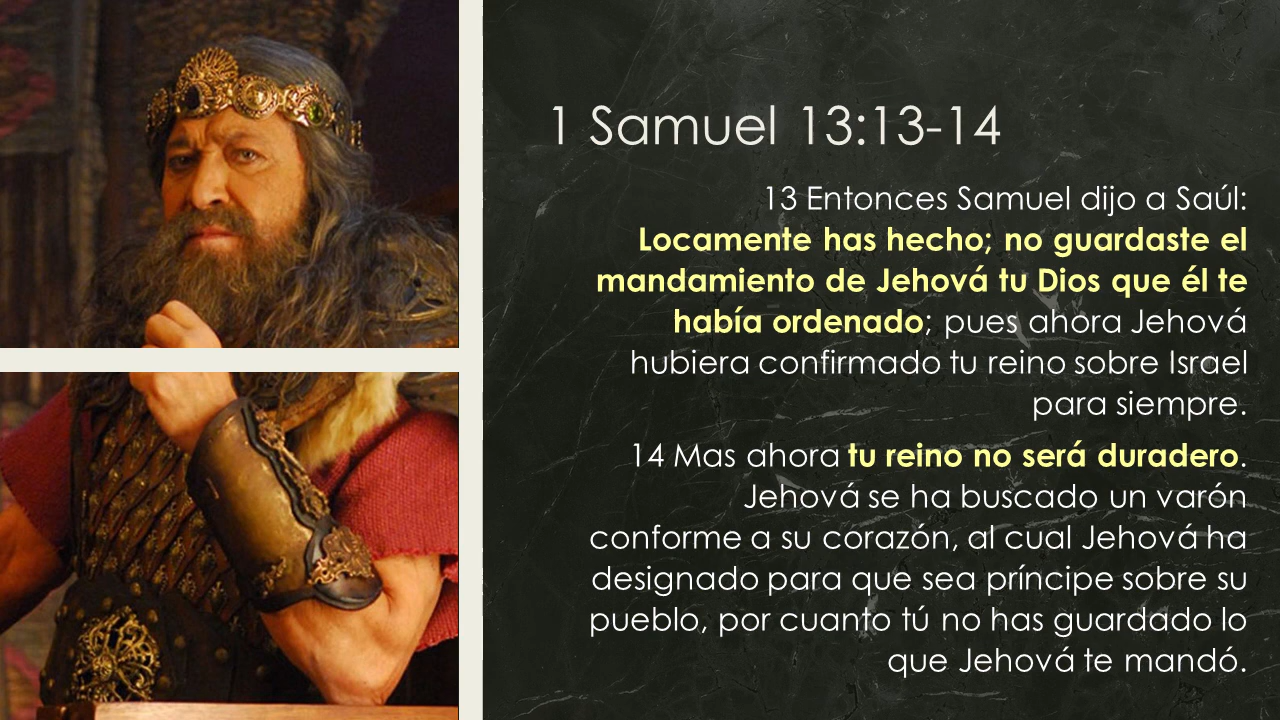 1 Samuel 13:13-14
13 Entonces Samuel dijo a Saúl:
Locamente has hecho; no guardaste el
mandamiento de Jehová tu Dios que él te
había ordenado; pues ahora Jehová
hubiera confirmado tu reino sobre Israel
para siempre.
14 Mas ahora tu reino no será duradero.
Jehová se ha buscado un varón
conforme a su corazón, al cual Jehová ha
designado para que sea príncipe sobre su
pueblo, por cuanto tú no has guardado lo
que Jehová te mandó.